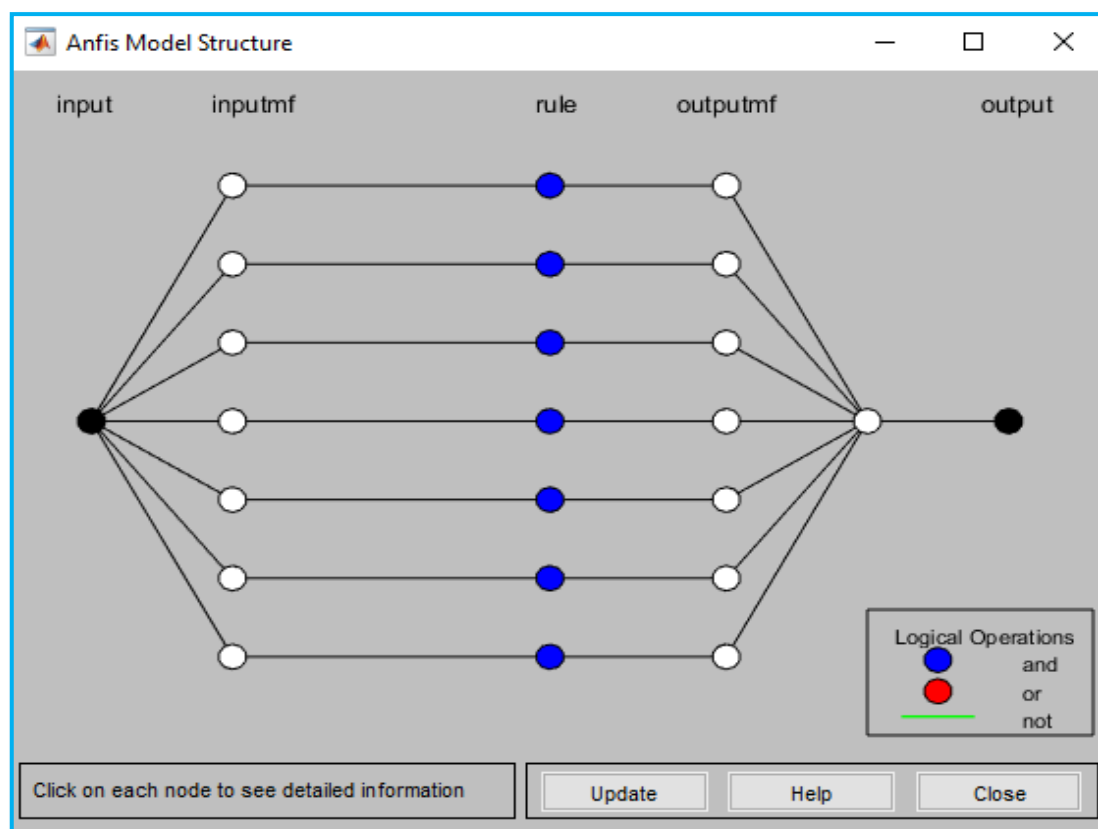 Anfis Model Structure
input inputmf rule outputmf output
Logical Operations
and
or
not
Click on each node to see detailed information
Update Help Close